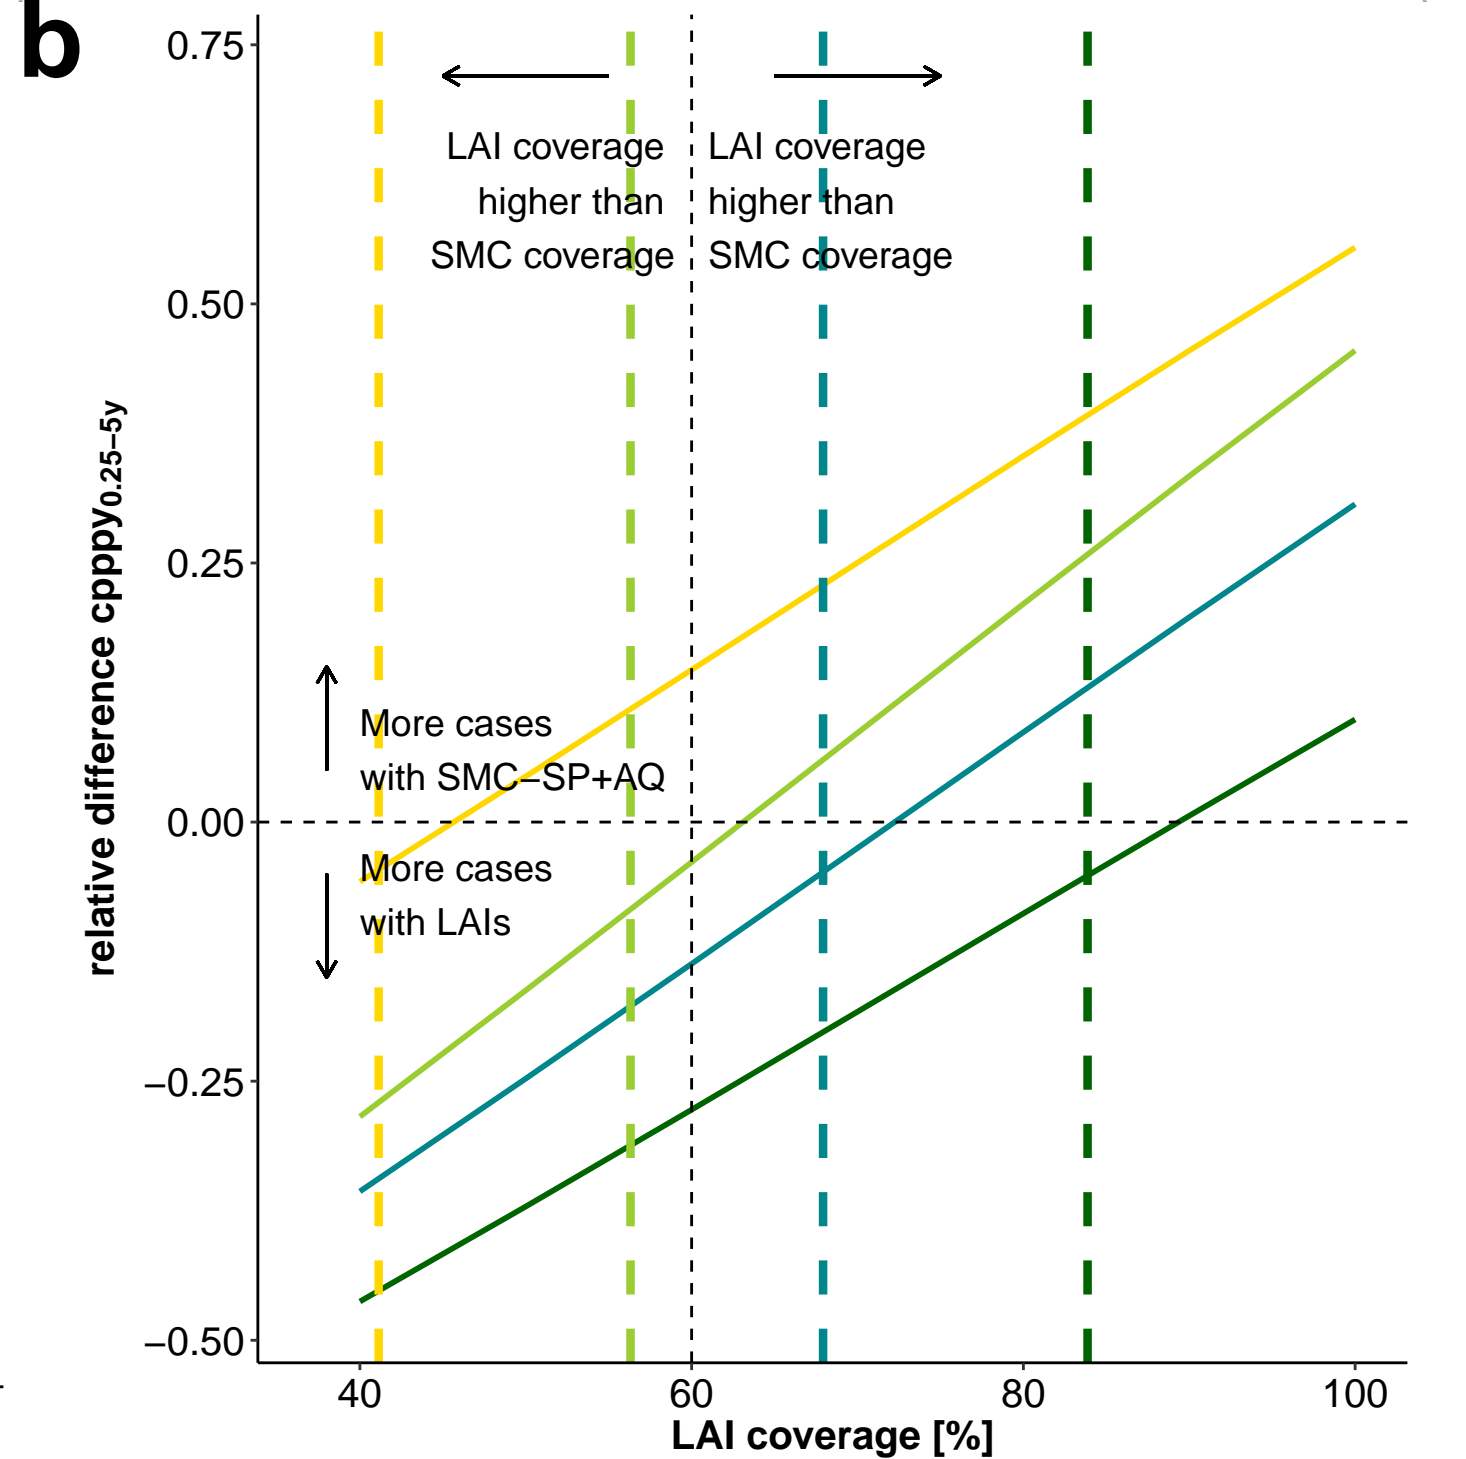 b
0.75
LAI coverage
higher than
SMC coverage
LAI coverage
higher than
SMC coverage
0.50
0.25
More cases
with SMC−SP+AQ
0.00
More cases
with LAIs
−0.25
−0.50
relative difference cpppy0.25−5y
40 60 80 100
LAI coverage [%]